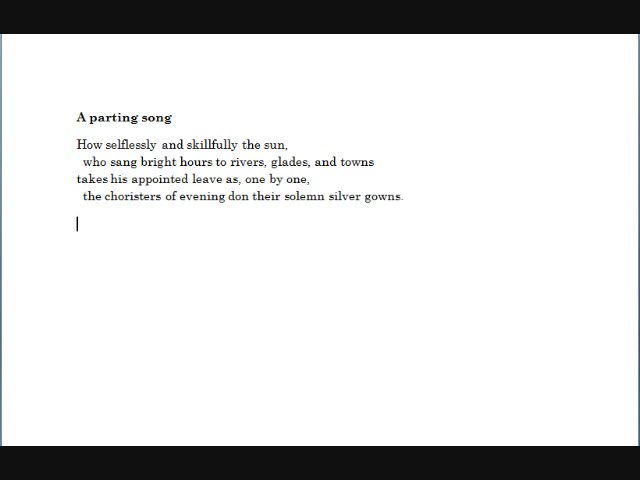 A parting song
How selflessly and skillfully the sun,
who sang bright hours to rivers, glades, and towns
takes his appointed leave as, one by one,
the choristers of evening don their solemn silver gowns.